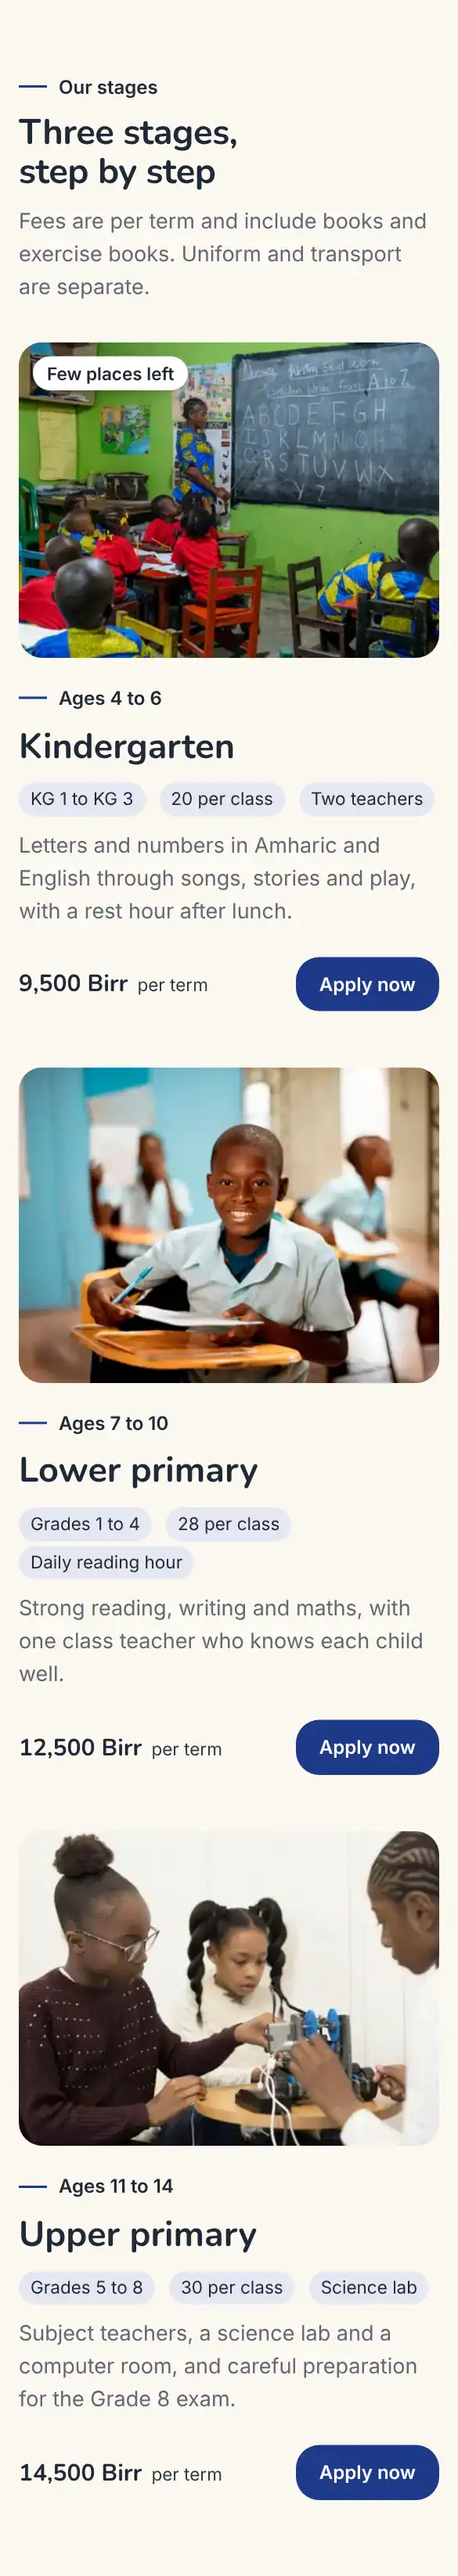 Our stages
Three stages,
step by step
Fees are per term and include books and
exercise books. Uniform and transport
are separate.
Few places left
Nursery Writing Seat work
from A to Z
A B C D E F G H
I J K L M N
Q R S T U V W X
Y Z
Ages 4 to 6
Kindergarten
KG 1 to KG 3 20 per class Two teachers
Letters and numbers in Amharic and
English through songs, stories and play,
with a rest hour after lunch.
9,500 Birr per term Apply now
Ages 7 to 10
Lower primary
Grades 1 to 4 28 per class
Daily reading hour
Strong reading, writing and maths, with
one class teacher who knows each child
well.
12,500 Birr per term Apply now
Ages 11 to 14
Upper primary
Grades 5 to 8 30 per class Science lab
Subject teachers, a science lab and a
computer room, and careful preparation
for the Grade 8 exam.
14,500 Birr per term Apply now